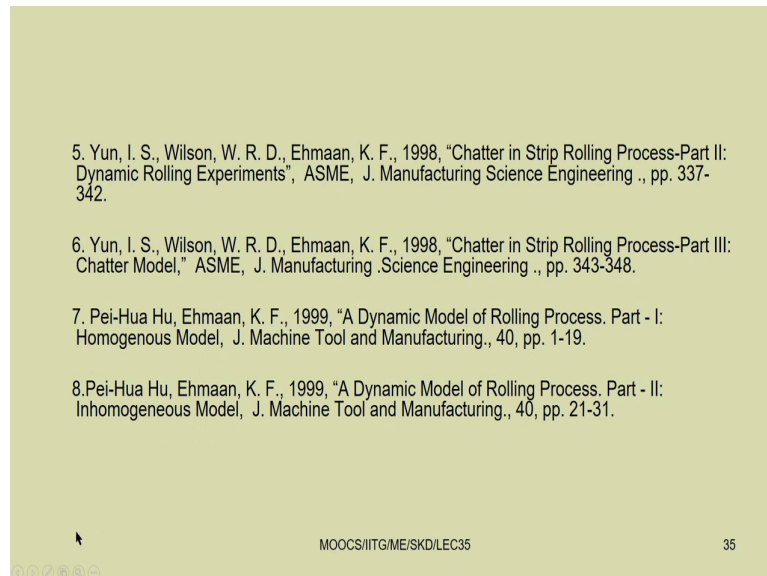 5. Yun, I. S., Wilson, W. R. D., Ehmaan, K. F., 1998, “Chatter in Strip Rolling Process-Part II:
Dynamic Rolling Experiments”, ASME, J. Manufacturing Science Engineering ., pp. 337-
342.
6. Yun, I. S., Wilson, W. R. D., Ehmaan, K. F., 1998, “Chatter in Strip Rolling Process-Part III:
Chatter Model,” ASME, J. Manufacturing .Science Engineering ., pp. 343-348.
7. Pei-Hua Hu, Ehmaan, K. F., 1999, “A Dynamic Model of Rolling Process. Part - I:
Homogenous Model, J. Machine Tool and Manufacturing., 40, pp. 1-19.
8.Pei-Hua Hu, Ehmaan, K. F., 1999, “A Dynamic Model of Rolling Process. Part - II:
Inhomogeneous Model, J. Machine Tool and Manufacturing., 40, pp. 21-31.
MOOCS/IITG/ME/SKD/LEC35
35